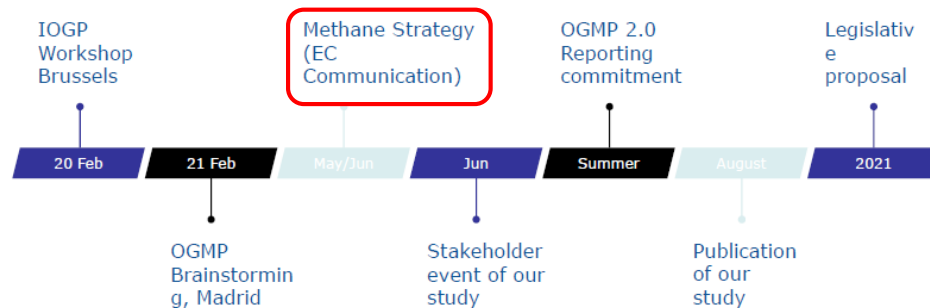 IOGP
Workshop
Brussels
Methane Strategy
(EC
Communication)
OGMP 2.0
Reporting
commitment
Legislativ
e
proposal
20 Feb
21 Feb
May/Jun
Jun
Summer
August
2021
OGMP
Brainstormin
g, Madrid
Stakeholder
event of our
study
Publication
of our
study